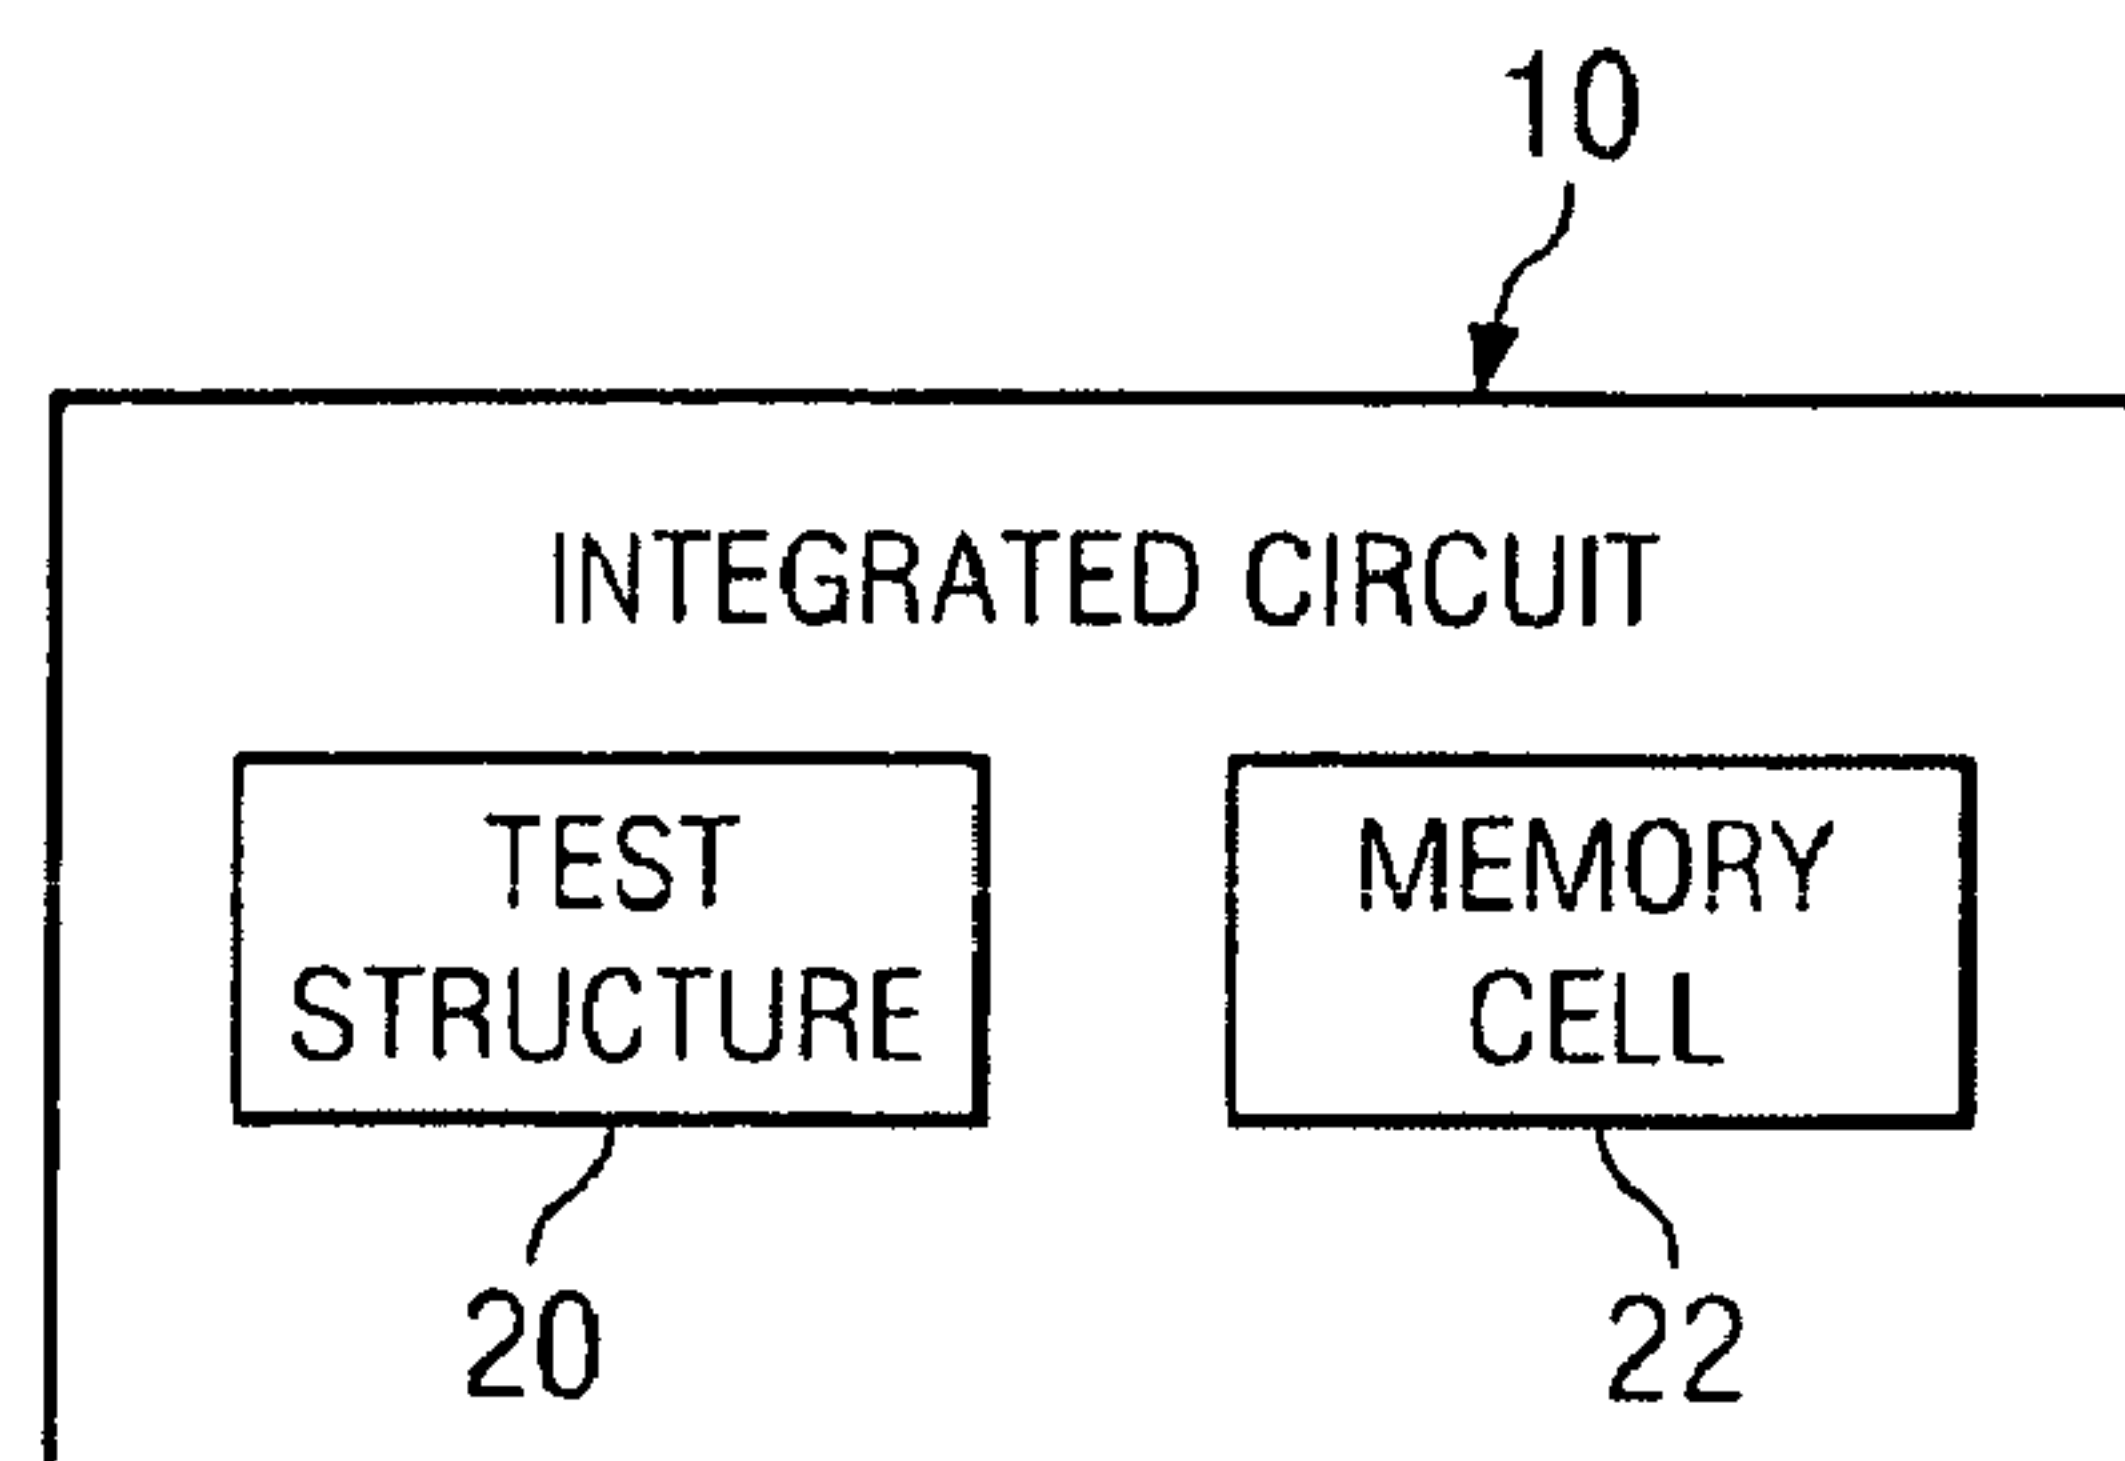 10
INTEGRATED CIRCUIT
TEST
STRUCTURE
MEMORY
CELL
20
22